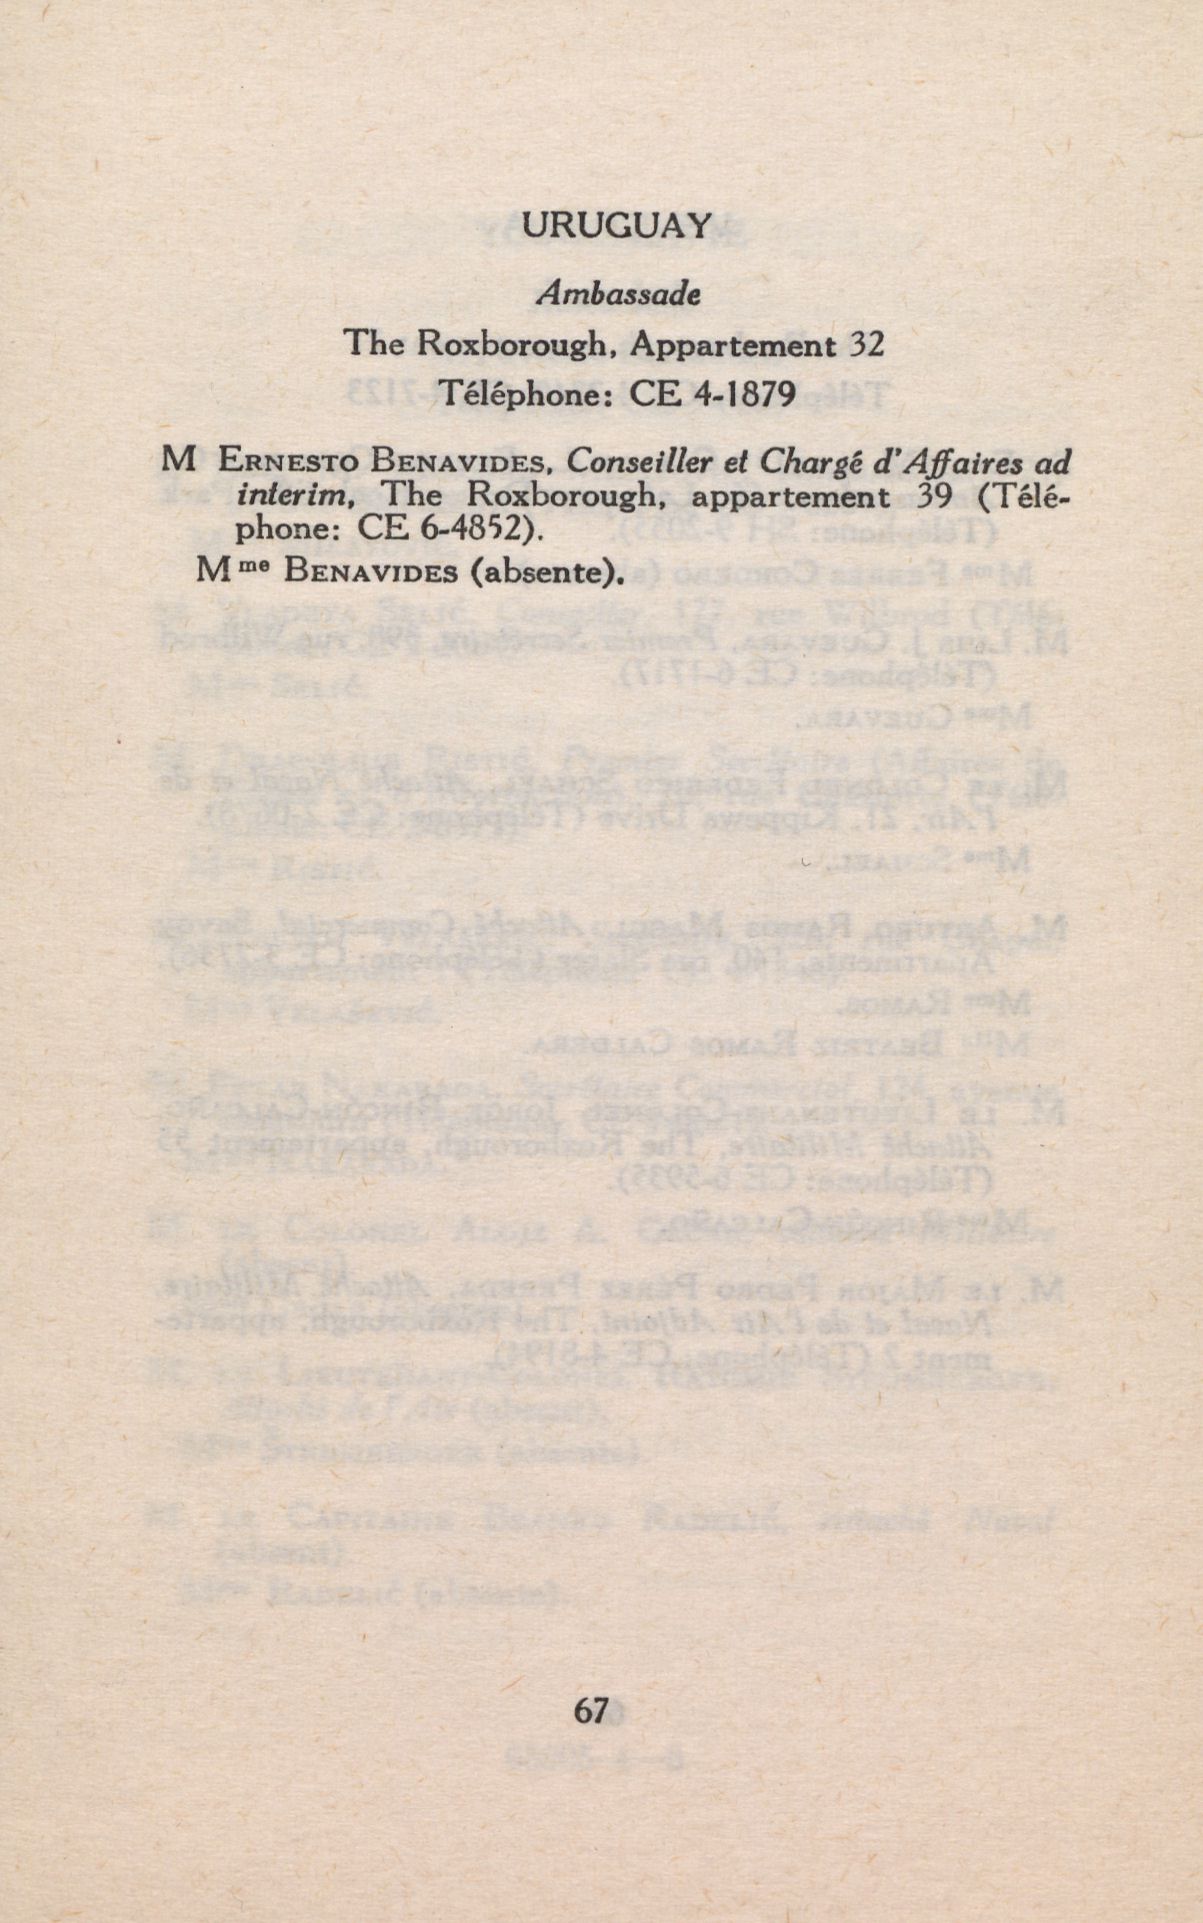 URUGUAY
Ambassade
The Roxborough, Appartement 32
Téléphone: CE 4-1879
M ERNESTO BENAVIDES, Conseiller et Chargé d'Affaires ad
interim, The Roxborough, appartement 39 (Télé-
phone: CE 6-4852).
Mme BENAVIDES (absente).
67